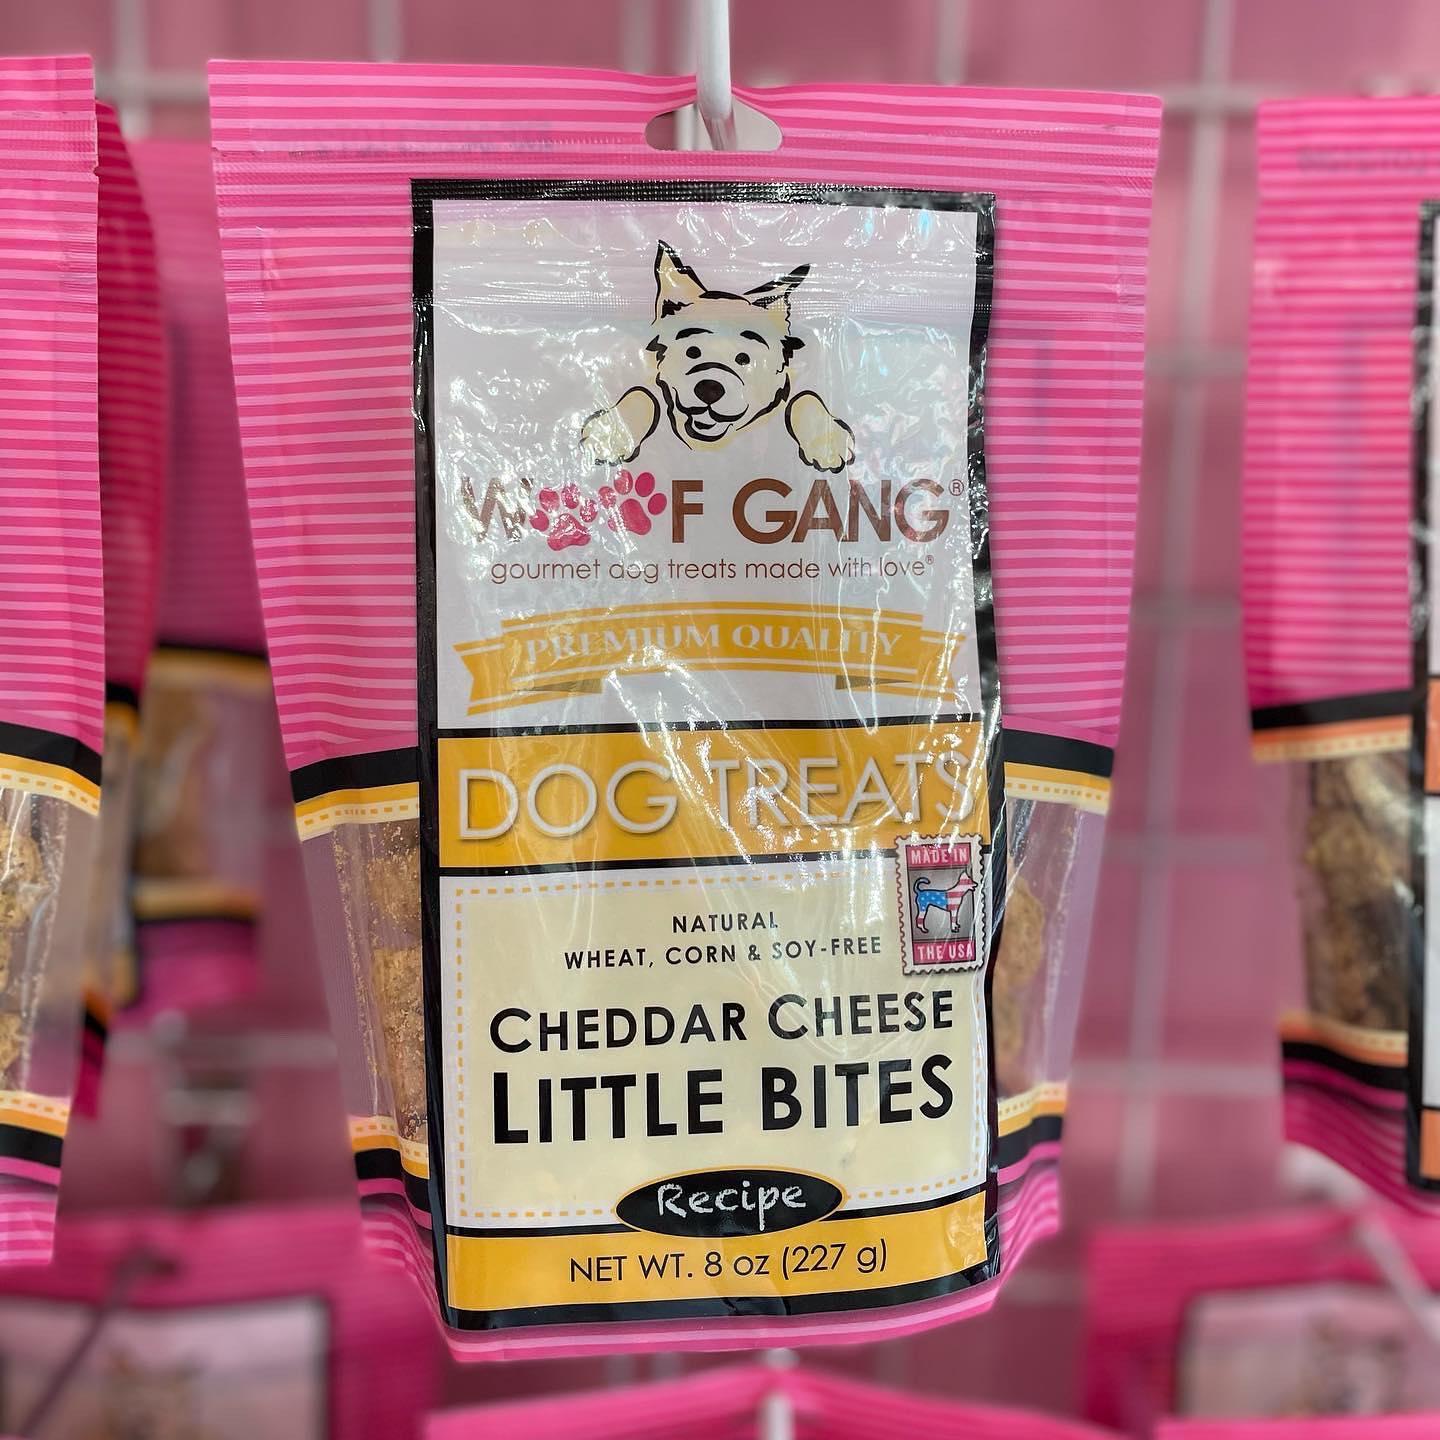 WOOF GANG®
gourmet dog treats made with love®
PREMIUM QUALITY
DOG TREATS
MADE IN
THE USA
NATURAL
WHEAT, CORN & SOY-FREE
CHEDDAR CHEESE
LITTLE BITES
Recipe
NET WT. 8 oz (227 g)